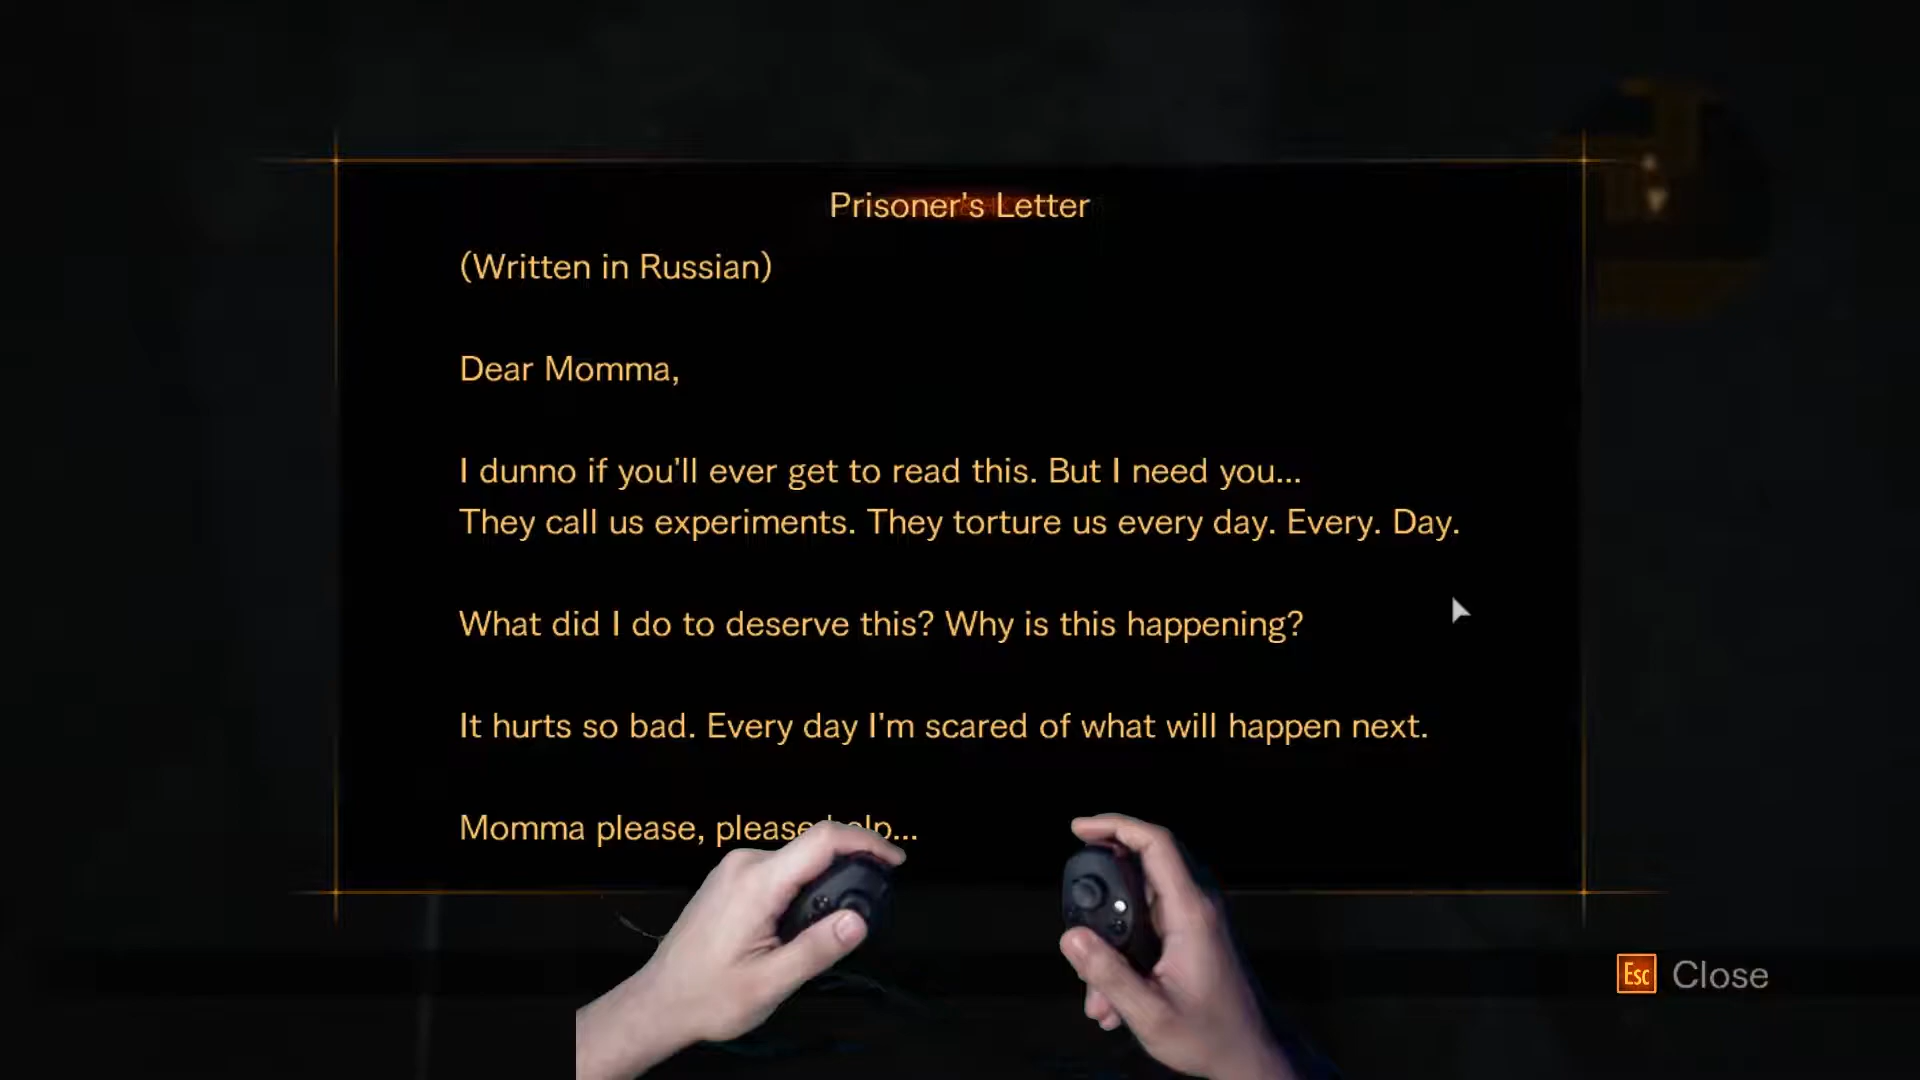 Prisoner's Letter
(Written in Russian)
Dear Momma,
I dunno if you'll ever get to read this. But I need you...
They call us experiments. They torture us every day. Every. Day.
What did I do to deserve this? Why is this happening?
It hurts so bad. Every day I'm scared of what will happen next.
Momma please, please help...
Esc Close